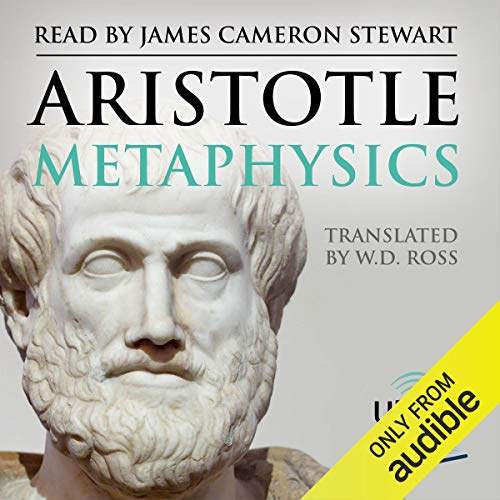 READ BY JAMES CAMERON STEWART
ARISTOTLE
METAPHYSICS
TRANSLATED
BY W.D. ROSS
ONLY FROM
audible